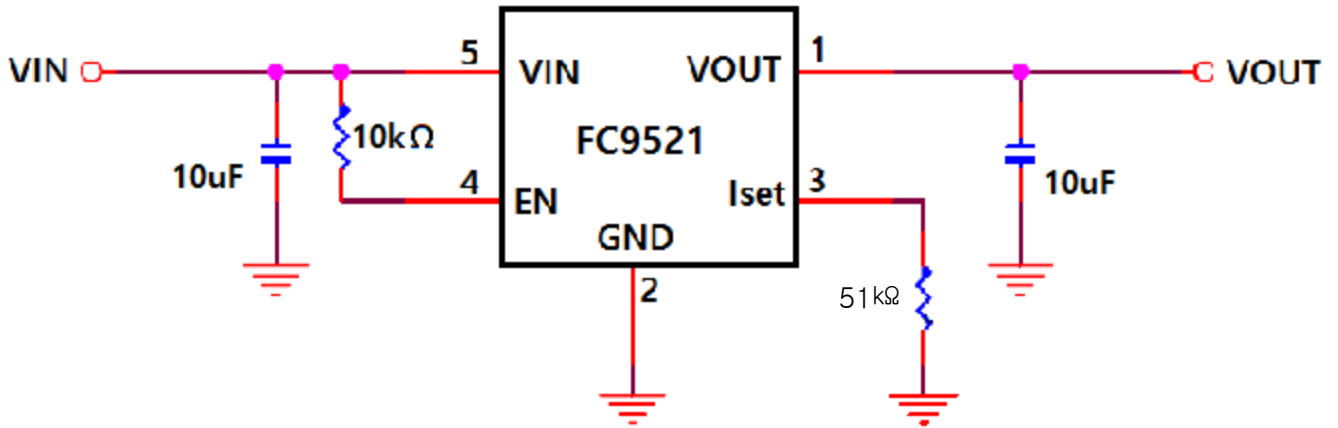 VIN
5
VIN
VOUT
1
VOUT
10kΩ
FC9521
10uF
4
EN
Iset
3
10uF
GND
2
51kΩ